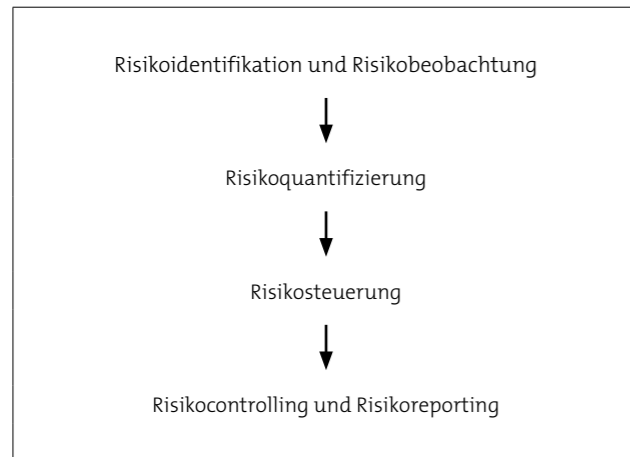 Risikoidentifikation und Risikobeobachtung
Risikoquantifizierung
Risikosteuerung
Risikocontrolling und Risikoreporting